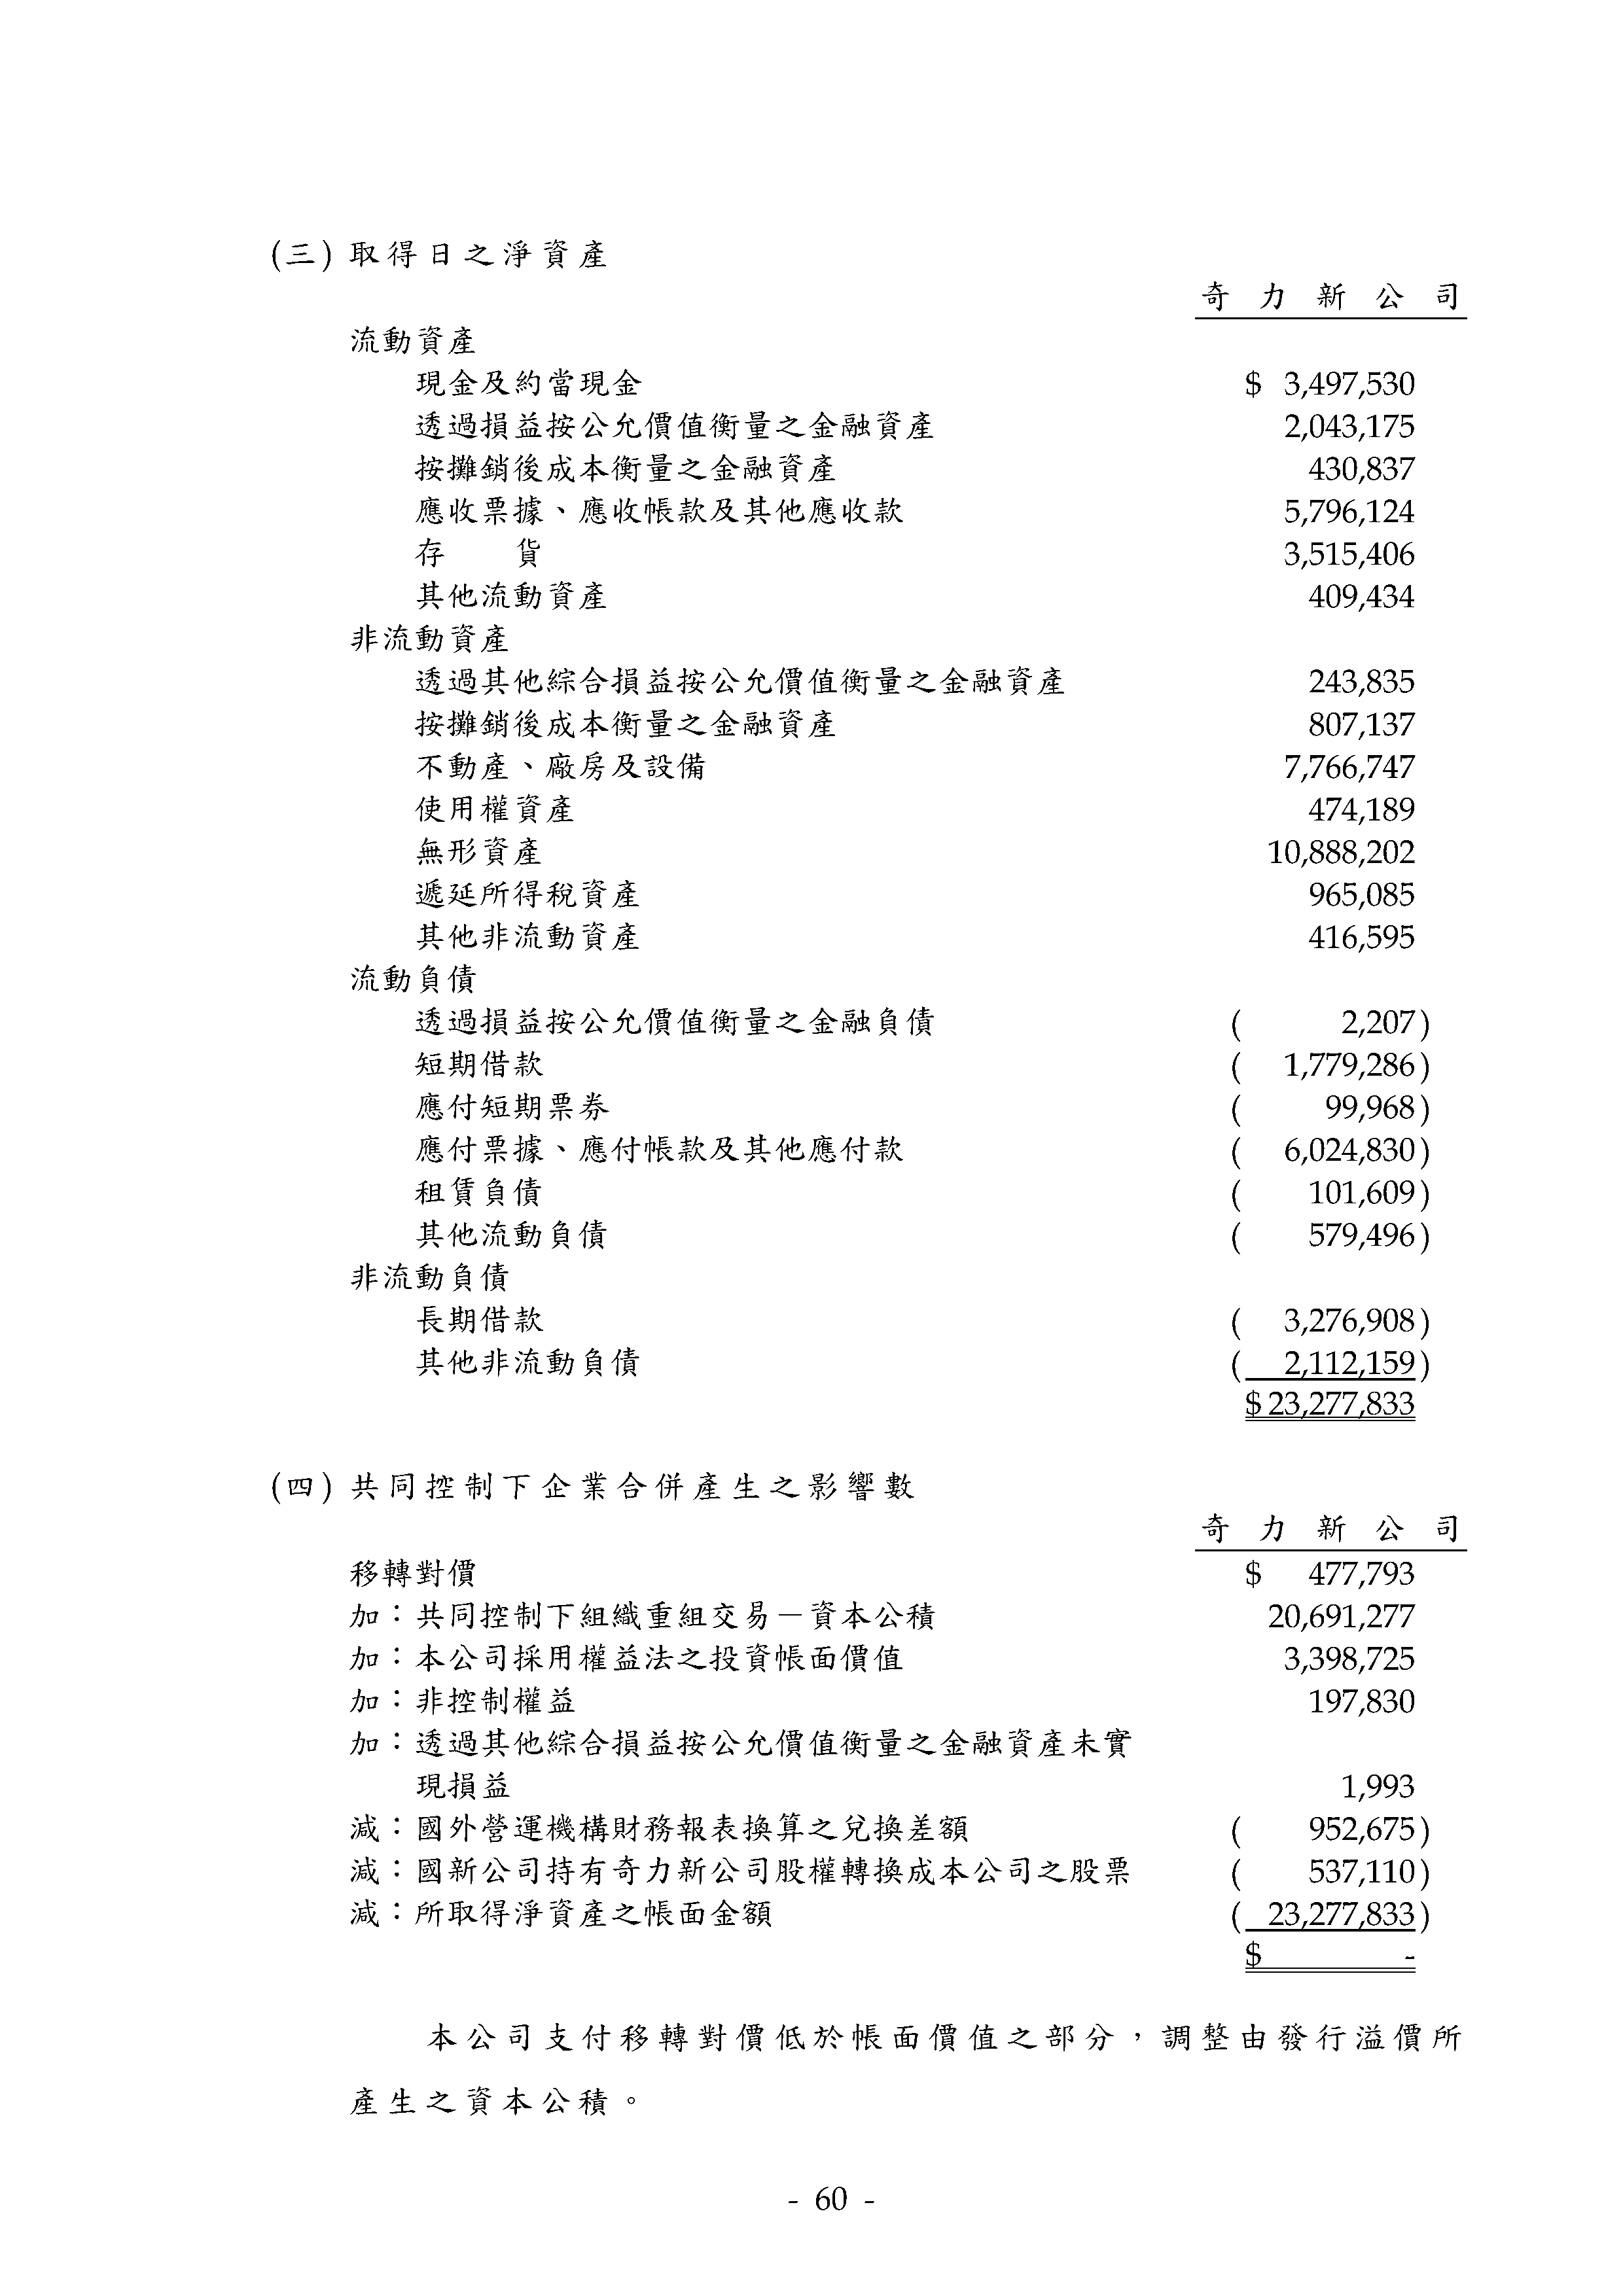 (三) 取得日之淨資產
奇力新公司
流動資產
現金及約當現金 $ 3,497,530
透過損益按公允價值衡量之金融資產 2,043,175
按攤銷後成本衡量之金融資產 430,837
應收票據、應收帳款及其他應收款 5,796,124
存 貨 3,515,406
其他流動資產 409,434
非流動資產
透過其他綜合損益按公允價值衡量之金融資產 243,835
按攤銷後成本衡量之金融資產 807,137
不動產、廠房及設備 7,766,747
使用權資產 474,189
無形資產 10,888,202
遞延所得稅資產 965,085
其他非流動資產 416,595
流動負債
透過損益按公允價值衡量之金融負債 ( 2,207)
短期借款 ( 1,779,286)
應付短期票券 ( 99,968)
應付票據、應付帳款及其他應付款 ( 6,024,830)
租賃負債 ( 101,609)
其他流動負債 ( 579,496)
非流動負債
長期借款 ( 3,276,908)
其他非流動負債 ( 2,112,159)
$ 23,277,833
(四) 共同控制下企業合併產生之影響數
奇力新公司
移轉對價 $ 477,793
加：共同控制下組織重組交易－資本公積 20,691,277
加：本公司採用權益法之投資帳面價值 3,398,725
加：非控制權益 197,830
加：透過其他綜合損益按公允價值衡量之金融資產未實
現損益 1,993
減：國外營運機構財務報表換算之兌換差額 ( 952,675)
減：國新公司持有奇力新公司股權轉換成本公司之股票 ( 537,110)
減：所取得淨資產之帳面金額 ( 23,277,833)
$ -
本公司支付移轉對價低於帳面價值之部分，調整由發行溢價所
產生之資本公積。
- 60 -